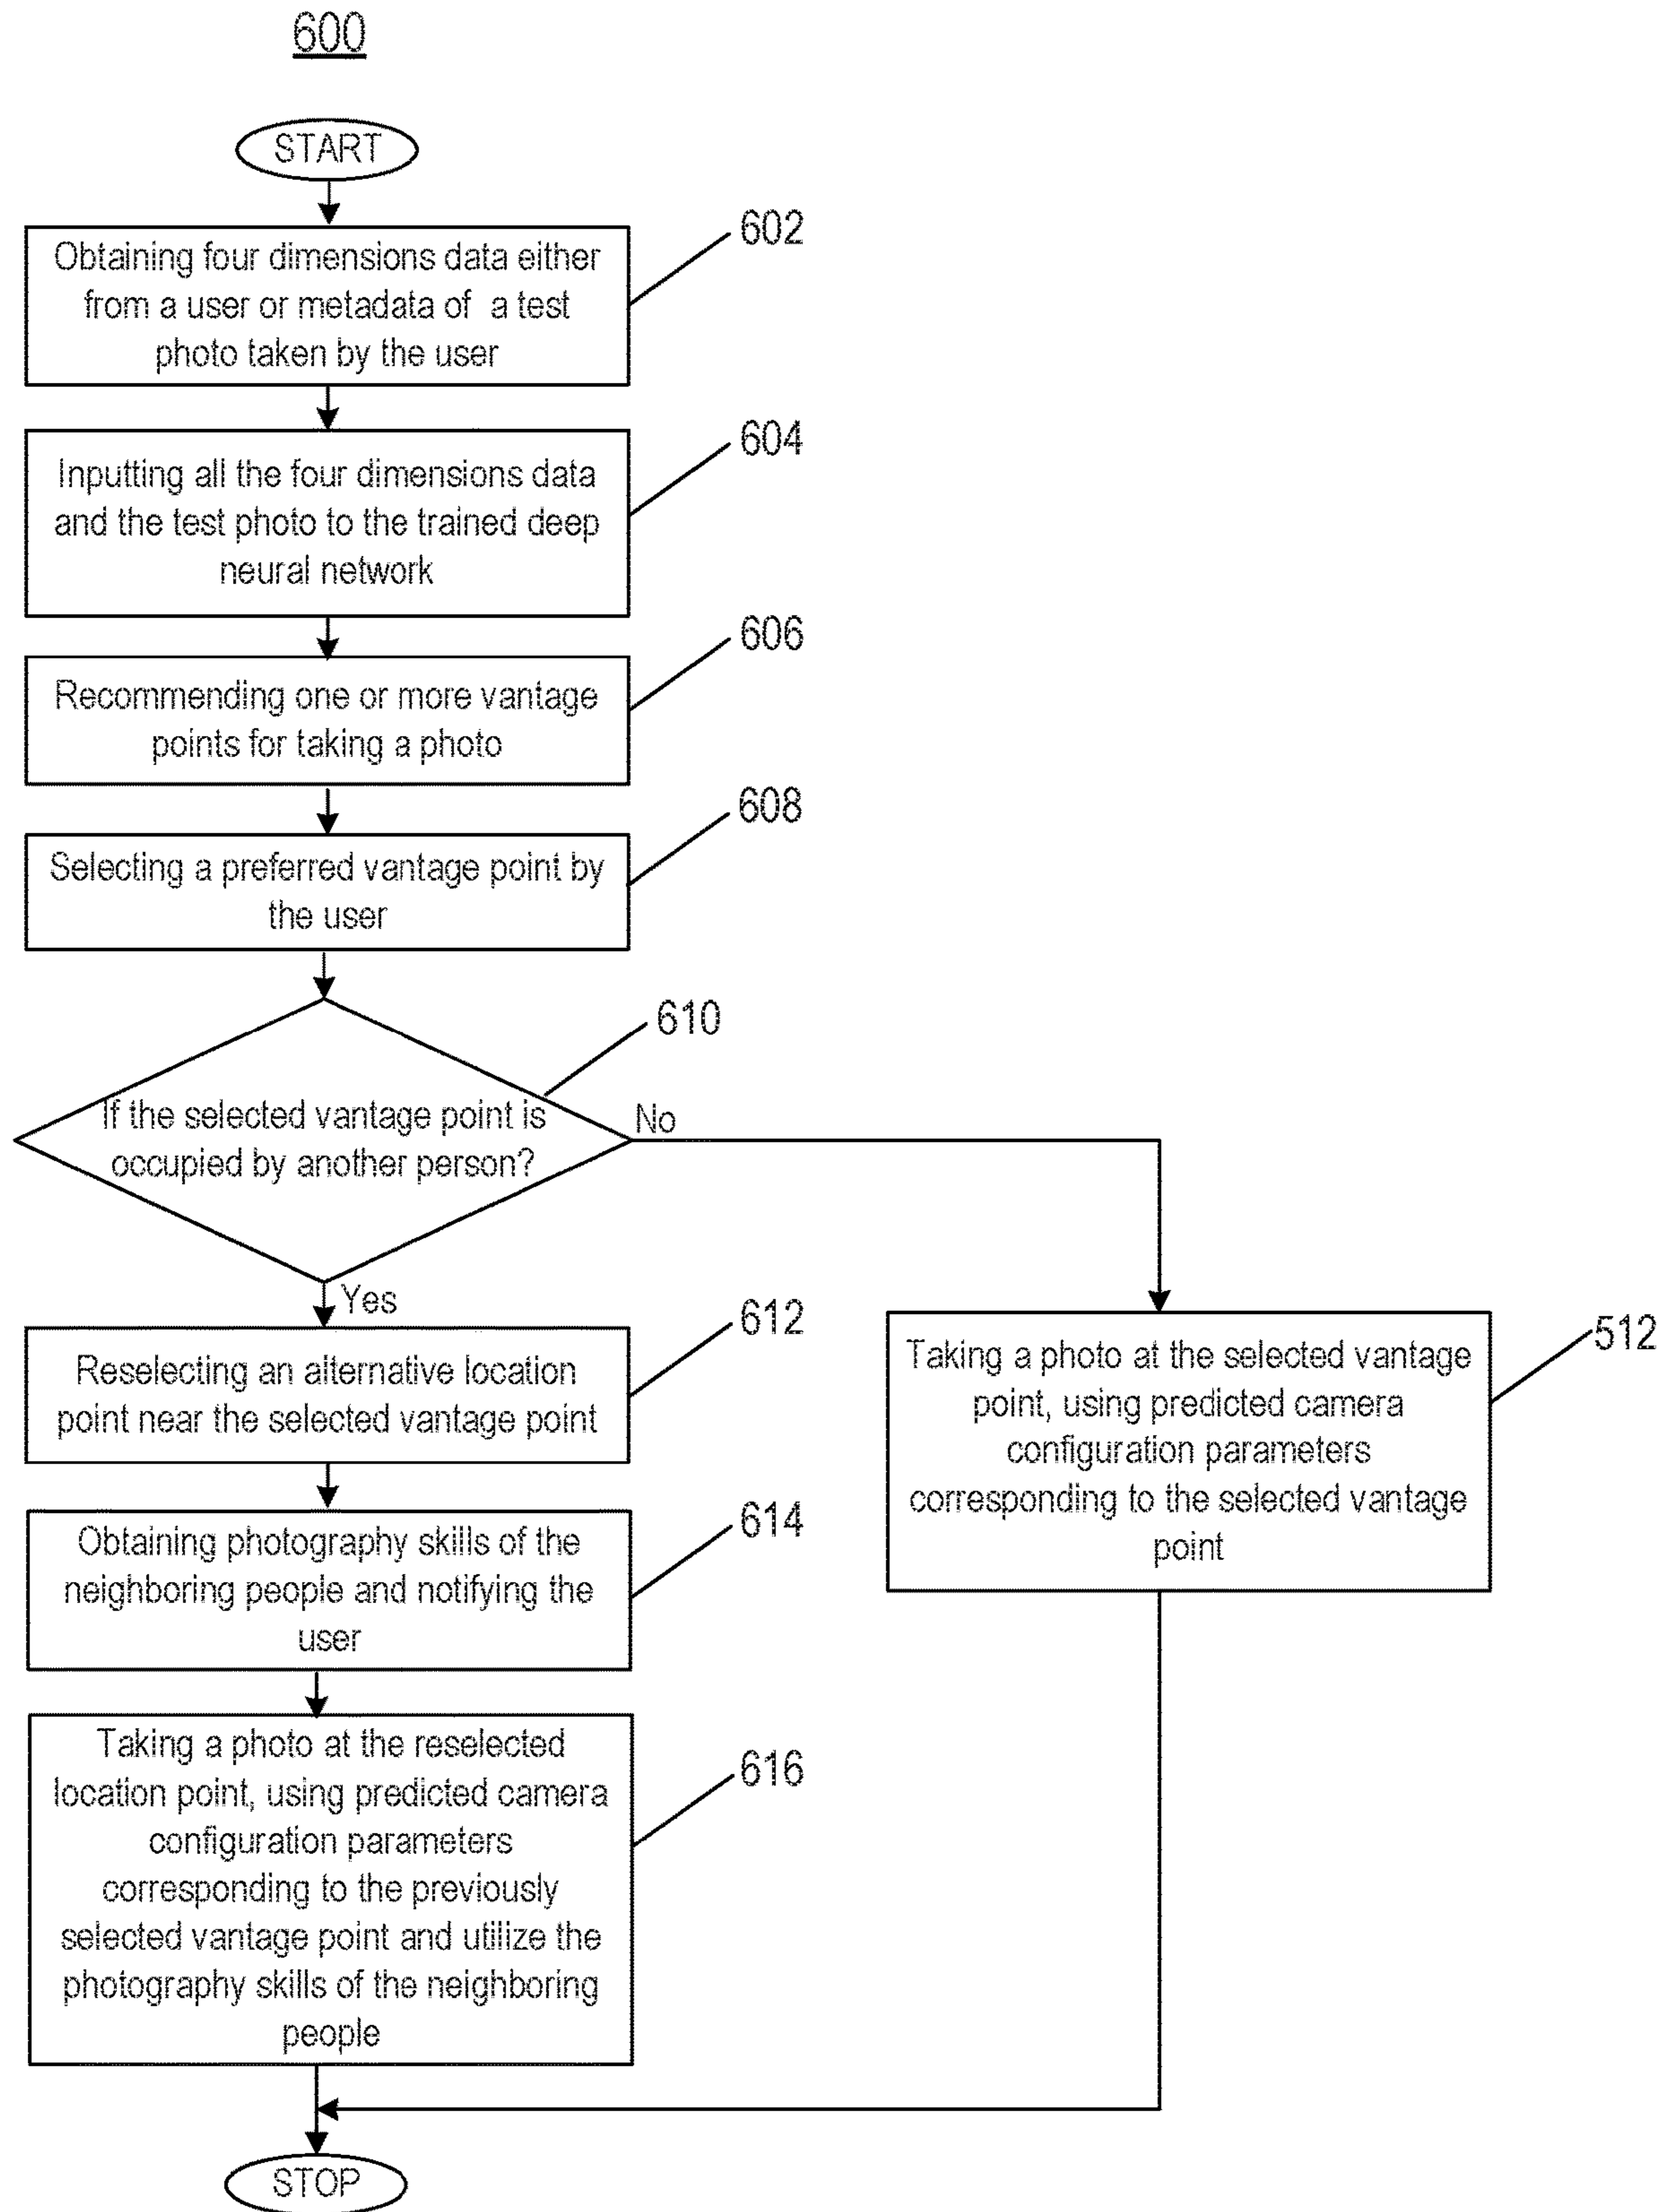 600
START
602
Obtaining four dimensions data either
from a user or metadata of a test
photo taken by the user
604
Inputting all the four dimensions data
and the test photo to the trained deep
neural network
606
Recommending one or more vantage
points for taking a photo
608
Selecting a preferred vantage point by
the user
610
If the selected vantage point is
occupied by another person?
No
Yes
612
Reselecting an alternative location
point near the selected vantage point
512
Taking a photo at the selected vantage
point, using predicted camera
configuration parameters
corresponding to the selected vantage
point
614
Obtaining photography skills of the
neighboring people and notifying the
user
616
Taking a photo at the reselected
location point, using predicted camera
configuration parameters
corresponding to the previously
selected vantage point and utilize the
photography skills of the neighboring
people
STOP